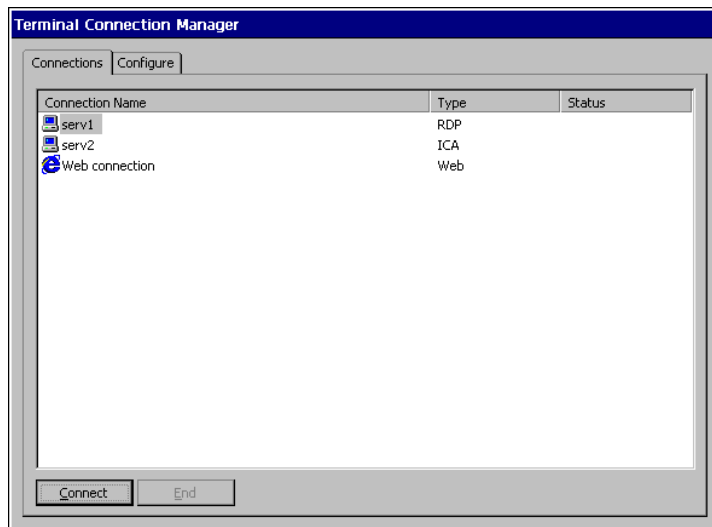 Terminal Connection Manager
Connections Configure
Connection Name Type Status
serv1 RDP
serv2 ICA
Web connection Web
Connect End